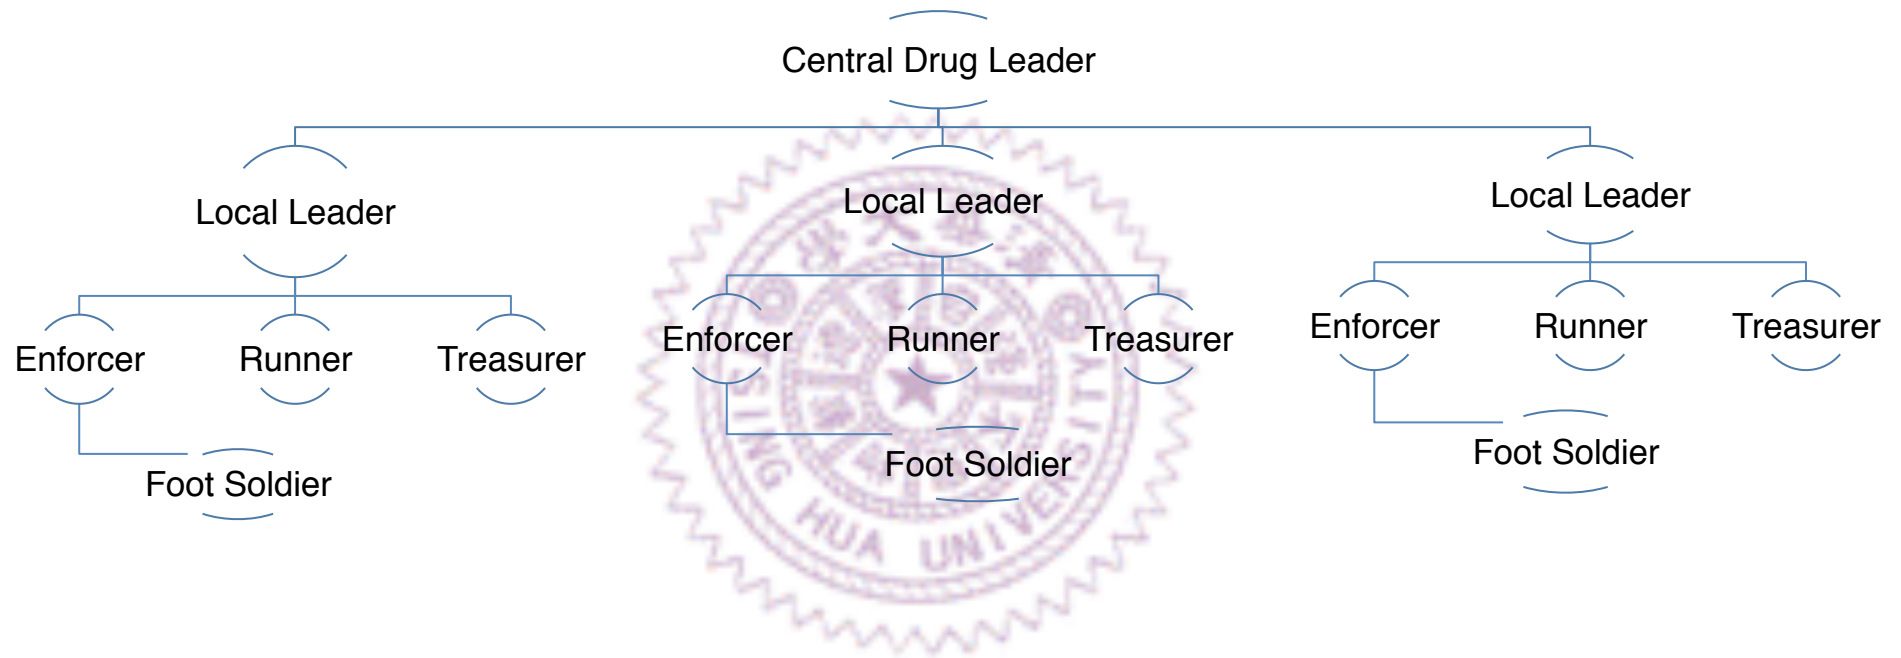 Central Drug Leader
Local Leader
Local Leader
Local Leader
Enforcer
Runner
Treasurer
Enforcer
Runner
Treasurer
Enforcer
Runner
Treasurer
Foot Soldier
Foot Soldier
Foot Soldier
SING HUA UNIVERSITY